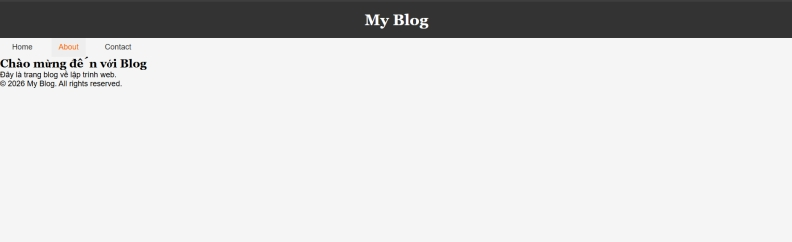 My Blog
Home About Contact
Chào mừng đến với Blog
Đây là trang blog về lập trình web.
© 2026 My Blog. All rights reserved.